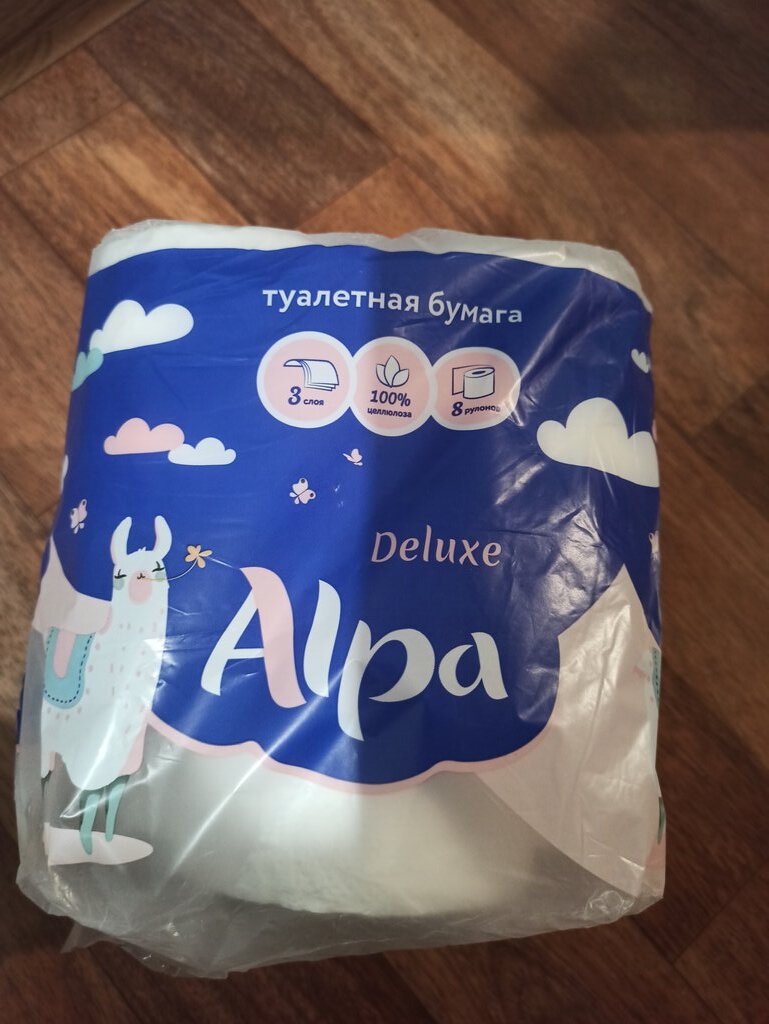 туалетная бумага
3 слоя
100%
целлюлоза
8 рулонов
Deluxe
Alpa